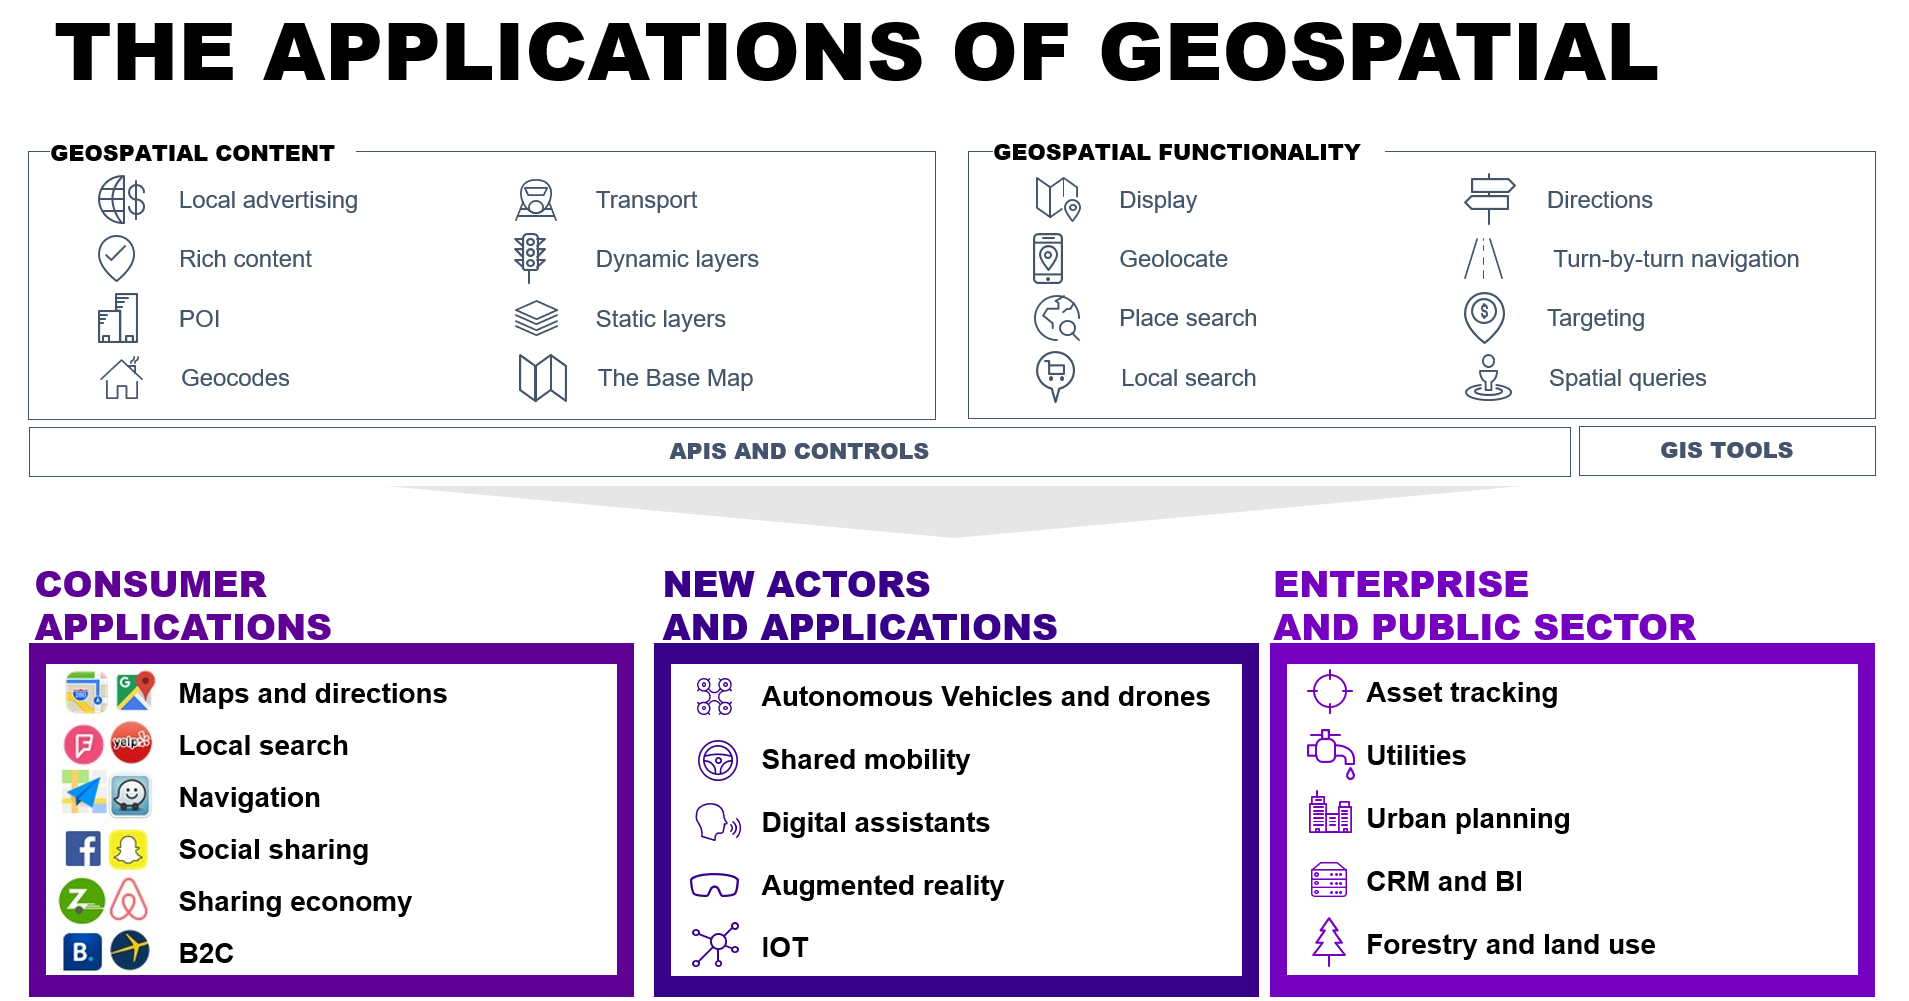 THE APPLICATIONS OF GEOSPATIAL
GEOSPATIAL CONTENT
Local advertising
Rich content
POI
Geocodes
Transport
Dynamic layers
Static layers
The Base Map
GEOSPATIAL FUNCTIONALITY
Display
Geolocate
Place search
Local search
Directions
Turn-by-turn navigation
Targeting
Spatial queries
APIS AND CONTROLS
GIS TOOLS
CONSUMER
APPLICATIONS
280
G
Maps and directions
yelp
Local search
Navigation
f
Social sharing
Z
Sharing economy
B.
B2C
NEW ACTORS
AND APPLICATIONS
Autonomous Vehicles and drones
Shared mobility
Digital assistants
Augmented reality
IOT
ENTERPRISE
AND PUBLIC SECTOR
Asset tracking
Utilities
Urban planning
CRM and BI
Forestry and land use